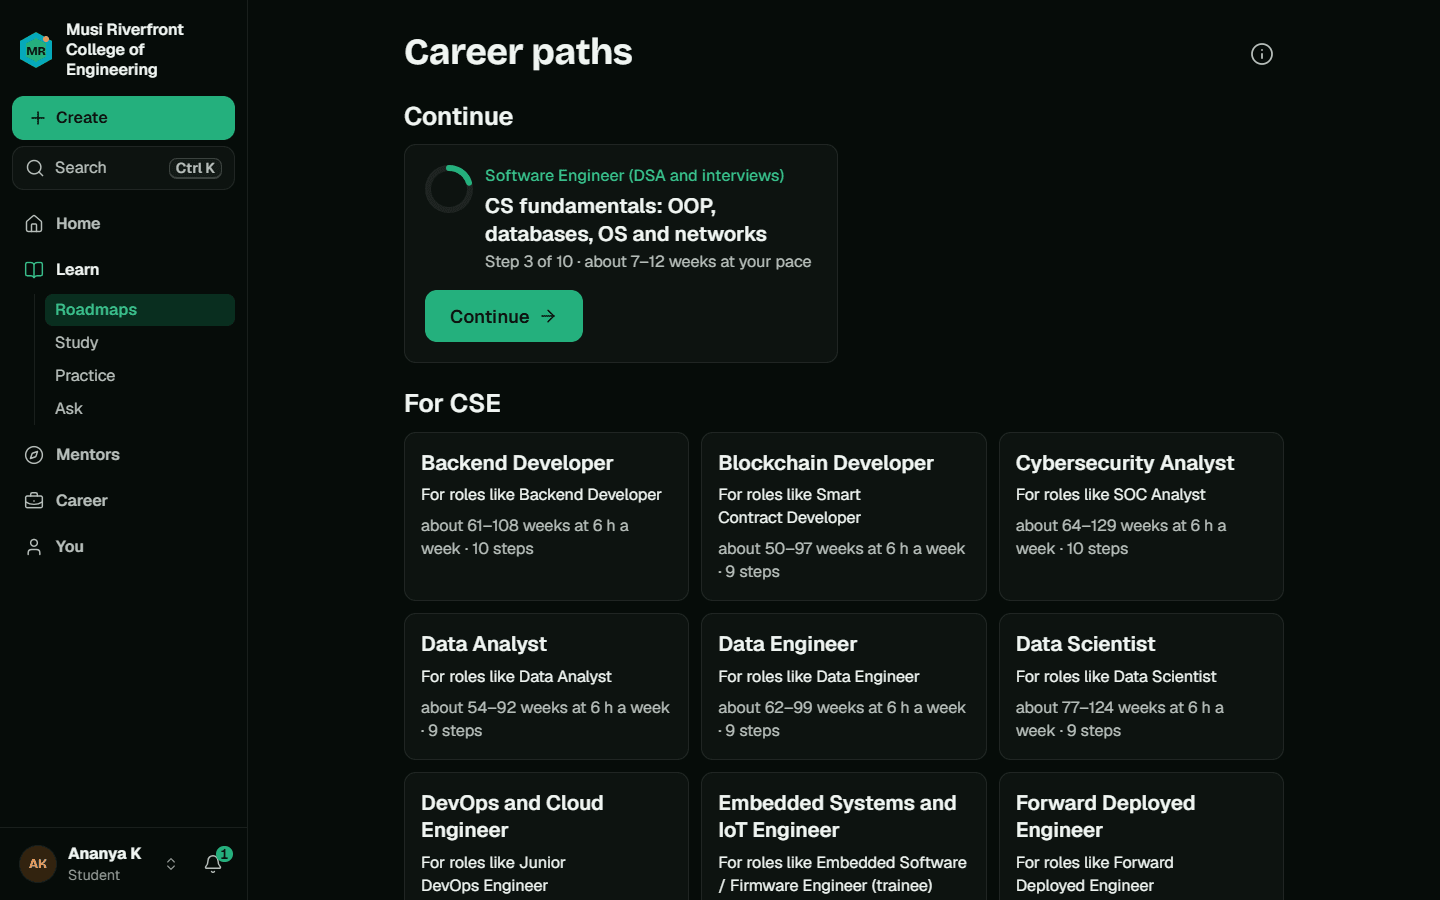 MR
Musi Riverfront
College of
Engineering
Create
Search
Ctrl K
Home
Learn
Roadmaps
Study
Practice
Ask
Mentors
Career
You
AK
Ananya K
Student
1
Career paths
Continue
Software Engineer (DSA and interviews)
CS fundamentals: OOP,
databases, OS and networks
Step 3 of 10 · about 7–12 weeks at your pace
Continue
For CSE
Backend Developer
For roles like Backend Developer
about 61–108 weeks at 6 h a
week · 10 steps
Blockchain Developer
For roles like Smart
Contract Developer
about 50–97 weeks at 6 h a week
· 9 steps
Cybersecurity Analyst
For roles like SOC Analyst
about 64–129 weeks at 6 h a
week · 10 steps
Data Analyst
For roles like Data Analyst
about 54–92 weeks at 6 h a week
· 9 steps
Data Engineer
For roles like Data Engineer
about 62–99 weeks at 6 h a week
· 9 steps
Data Scientist
For roles like Data Scientist
about 77–124 weeks at 6 h a
week · 9 steps
DevOps and Cloud
Engineer
For roles like Junior
DevOps Engineer
Embedded Systems and
IoT Engineer
For roles like Embedded Software
/ Firmware Engineer (trainee)
Forward Deployed
Engineer
For roles like Forward
Deployed Engineer